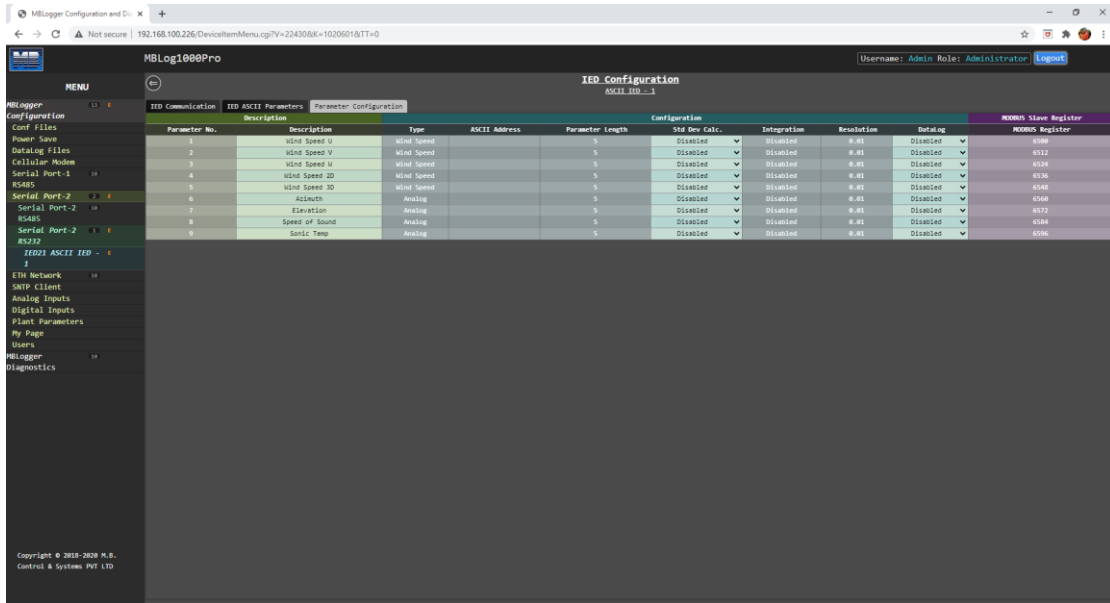 MBLogger Configuration and Di
Not secure | 192.168.100.226/DeviceItemMenu.cgi?V=22430&K=1020601&TT=0
MBLog1000Pro
Username: Admin Role: Administrator Logout
MENU
IED Configuration
ASCII IED - 1
MBLogger 13 E
Configuration
Conf Files
Power Save
DataLog Files
Cellular Modem
Serial Port-1
RS485
Serial Port-2 2 E
Serial Port-2
RS485
Serial Port-2 1 E
RS232
IED21 ASCII IED - E
1
ETH Network
SNTP Client
Analog Inputs
Digital Inputs
Plant Parameters
My Page
Users
MBLogger
Diagnostics
IED Communication IED ASCII Parameters Parameter Configuration
Description Configuration MODBUS Slave Register
Parameter No. Description Type ASCII Address Parameter Length Std Dev Calc. Integration Resolution DataLog MODBUS Register
1 Wind Speed U Wind Speed 5 Disabled Disabled 0.01 Disabled 6500
2 Wind Speed V Wind Speed 5 Disabled Disabled 0.01 Disabled 6512
3 Wind Speed W Wind Speed 5 Disabled Disabled 0.01 Disabled 6524
4 Wind Speed 2D Wind Speed 5 Disabled Disabled 0.01 Disabled 6536
5 Wind Speed 3D Wind Speed 5 Disabled Disabled 0.01 Disabled 6548
6 Azimuth Analog 5 Disabled Disabled 0.01 Disabled 6560
7 Elevation Analog 5 Disabled Disabled 0.01 Disabled 6572
8 Speed of Sound Analog 5 Disabled Disabled 0.01 Disabled 6584
9 Sonic Temp Analog 5 Disabled Disabled 0.01 Disabled 6596
Copyright © 2018-2020 M.B.
Control & Systems PVT LTD